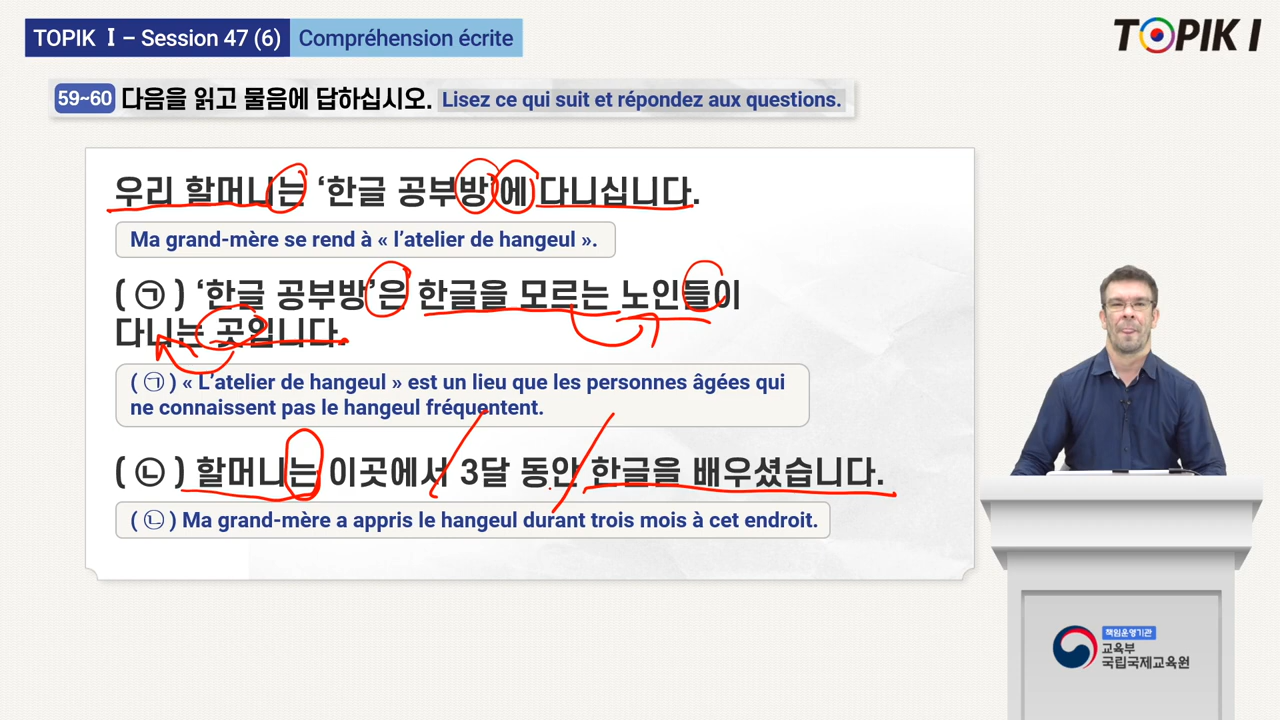 TOPIK I – Session 47 (6) Compréhension écrite
TOPIK I
59~60 다음을 읽고 물음에 답하십시오. Lisez ce qui suit et répondez aux questions.
우리 할머니는 ‘한글 공부방’에 다니십니다.
Ma grand-mère se rend à « l’atelier de hangeul ».
( ㉠ ) ‘한글 공부방’은 한글을 모르는 노인들이
다니는 곳입니다.
( ㉠ ) « L’atelier de hangeul » est un lieu que les personnes âgées qui
ne connaissent pas le hangeul fréquentent.
( ㉡ ) 할머니는 이곳에서 3달 동안 한글을 배우셨습니다.
( ㉡ ) Ma grand-mère a appris le hangeul durant trois mois à cet endroit.
책임운영기관
교육부
국립국제교육원